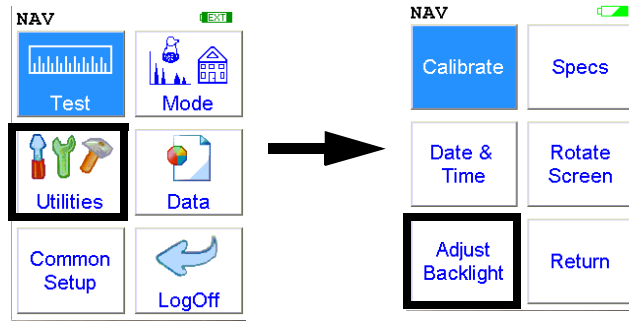 NAV
EXT
Test
Mode
Utilities
Data
Common
Setup
LogOff
NAV
Calibrate
Specs
Date &
Time
Rotate
Screen
Adjust
Backlight
Return